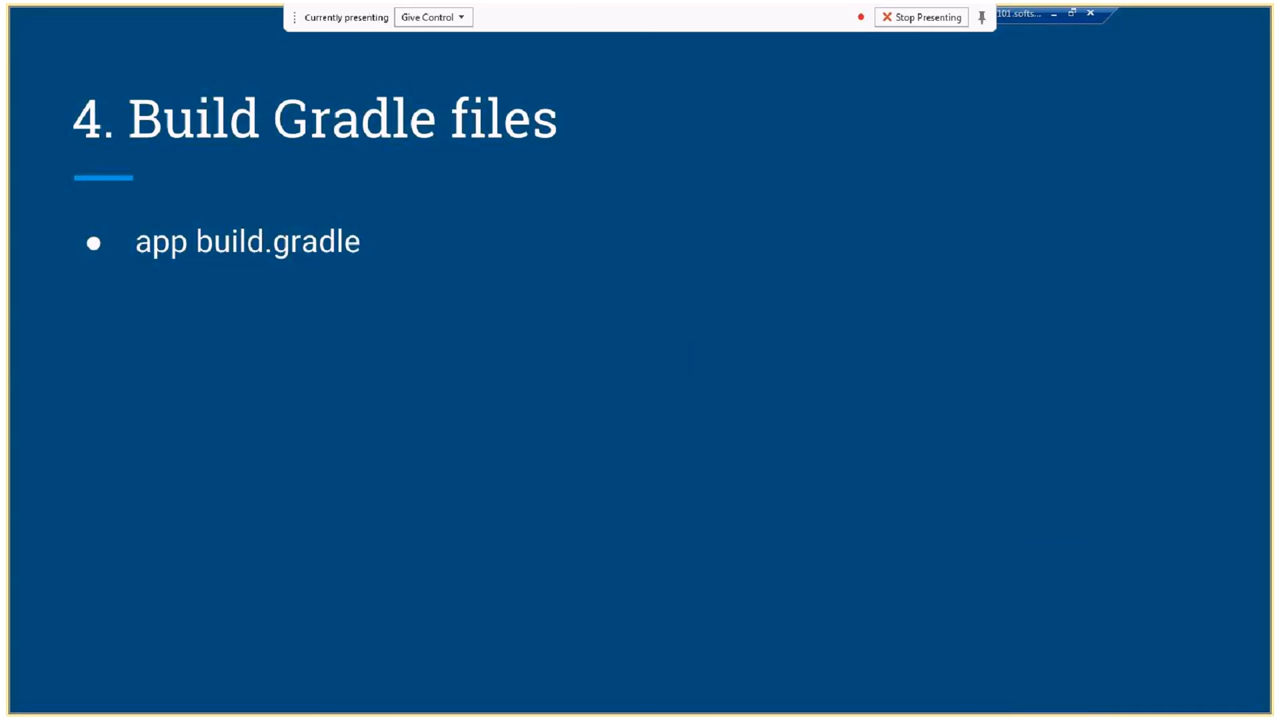 Currently presenting Give Control Stop Presenting 101.softs...
4. Build Gradle files
● app build.gradle